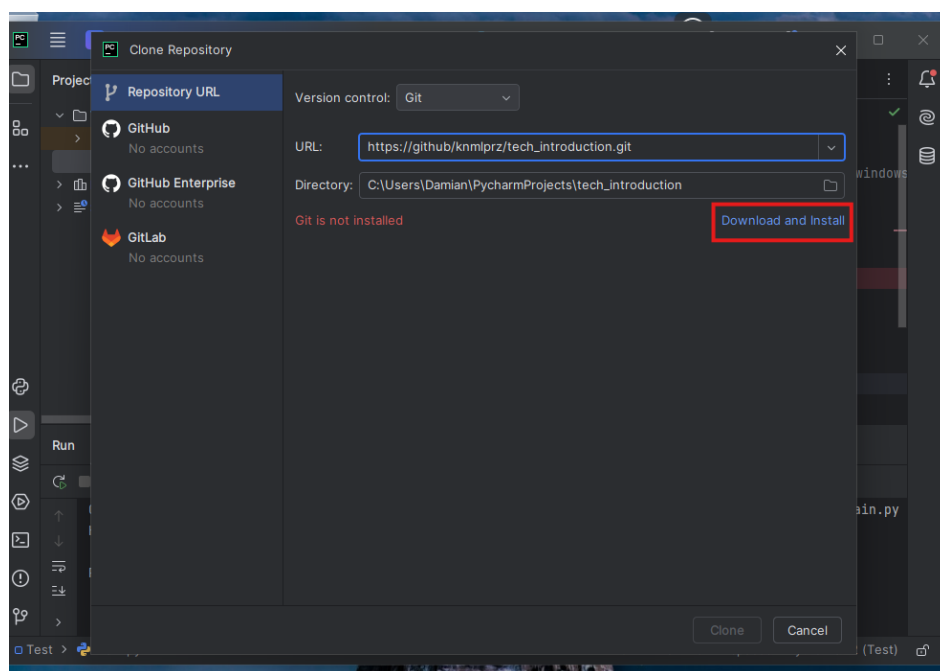 PC
PC Clone Repository
Project
Repository URL
GitHub
No accounts
GitHub Enterprise
No accounts
GitLab
No accounts
Version control: Git
URL: https://github/knmlprz/tech_introduction.git
Directory: C:\Users\Damian\PycharmProjects\tech_introduction
Git is not installed Download and Install
windows
Run
ain.py
Clone Cancel
Test
(Test)